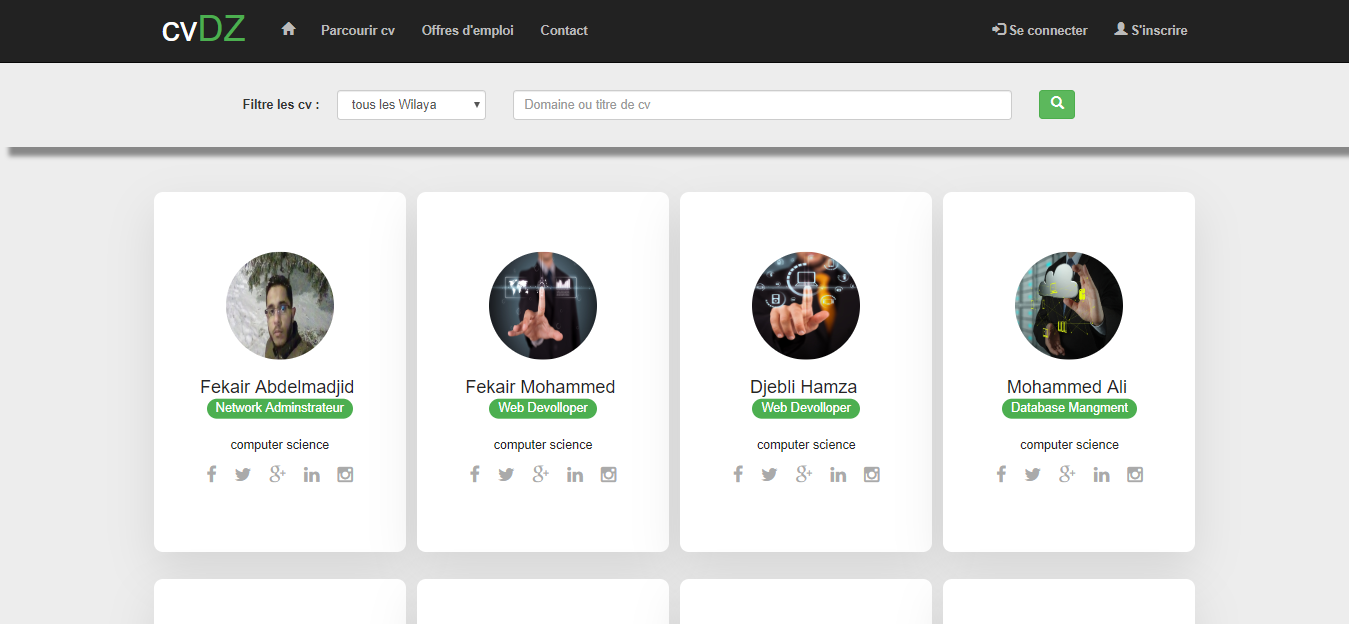 cvDZ Parcourir cv Offres d'emploi Contact Se connecter S'inscrire
Filtre les cv : tous les Wilaya Domaine ou titre de cv
Fekair Abdelmadjid Fekair Mohammed Djebli Hamza Mohammed Ali
Network Adminstrateur Web Devolloper Web Devolloper Database Mangment
computer science computer science computer science computer science